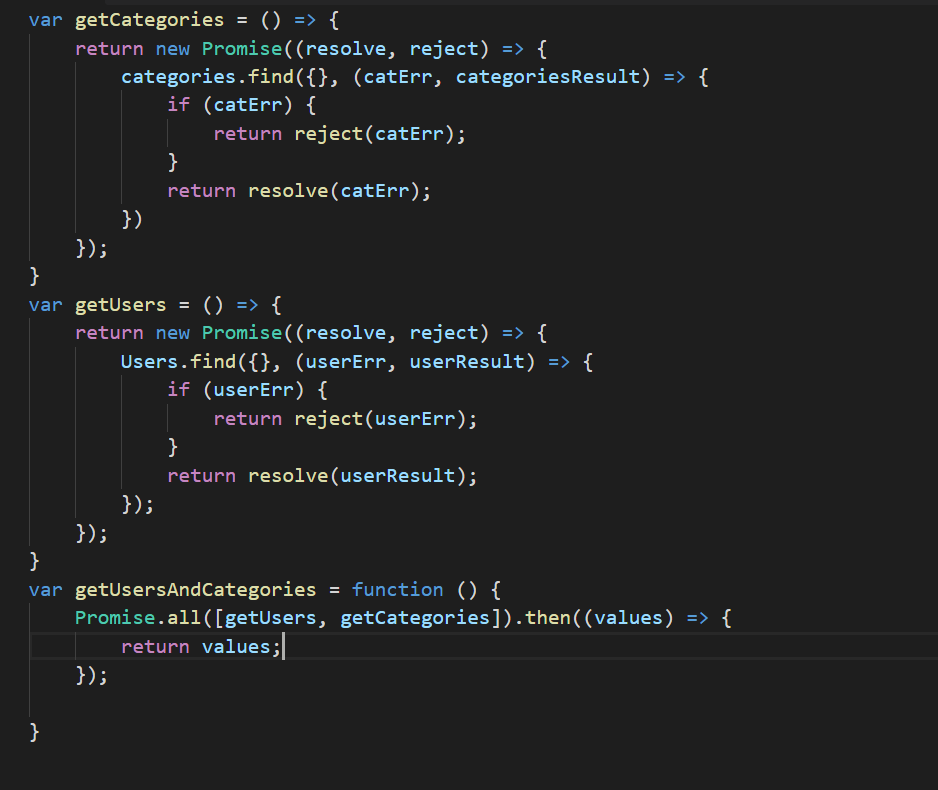 var getCategories = () => {
    return new Promise((resolve, reject) => {
        categories.find({}, (catErr, categoriesResult) => {
            if (catErr) {
                return reject(catErr);
            }
            return resolve(catErr);
        })
    });
}
var getUsers = () => {
    return new Promise((resolve, reject) => {
        Users.find({}, (userErr, userResult) => {
            if (userErr) {
                return reject(userErr);
            }
            return resolve(userResult);
        });
    });
}
var getUsersAndCategories = function () {
    Promise.all([getUsers, getCategories]).then((values) => {
        return values;
    });

}